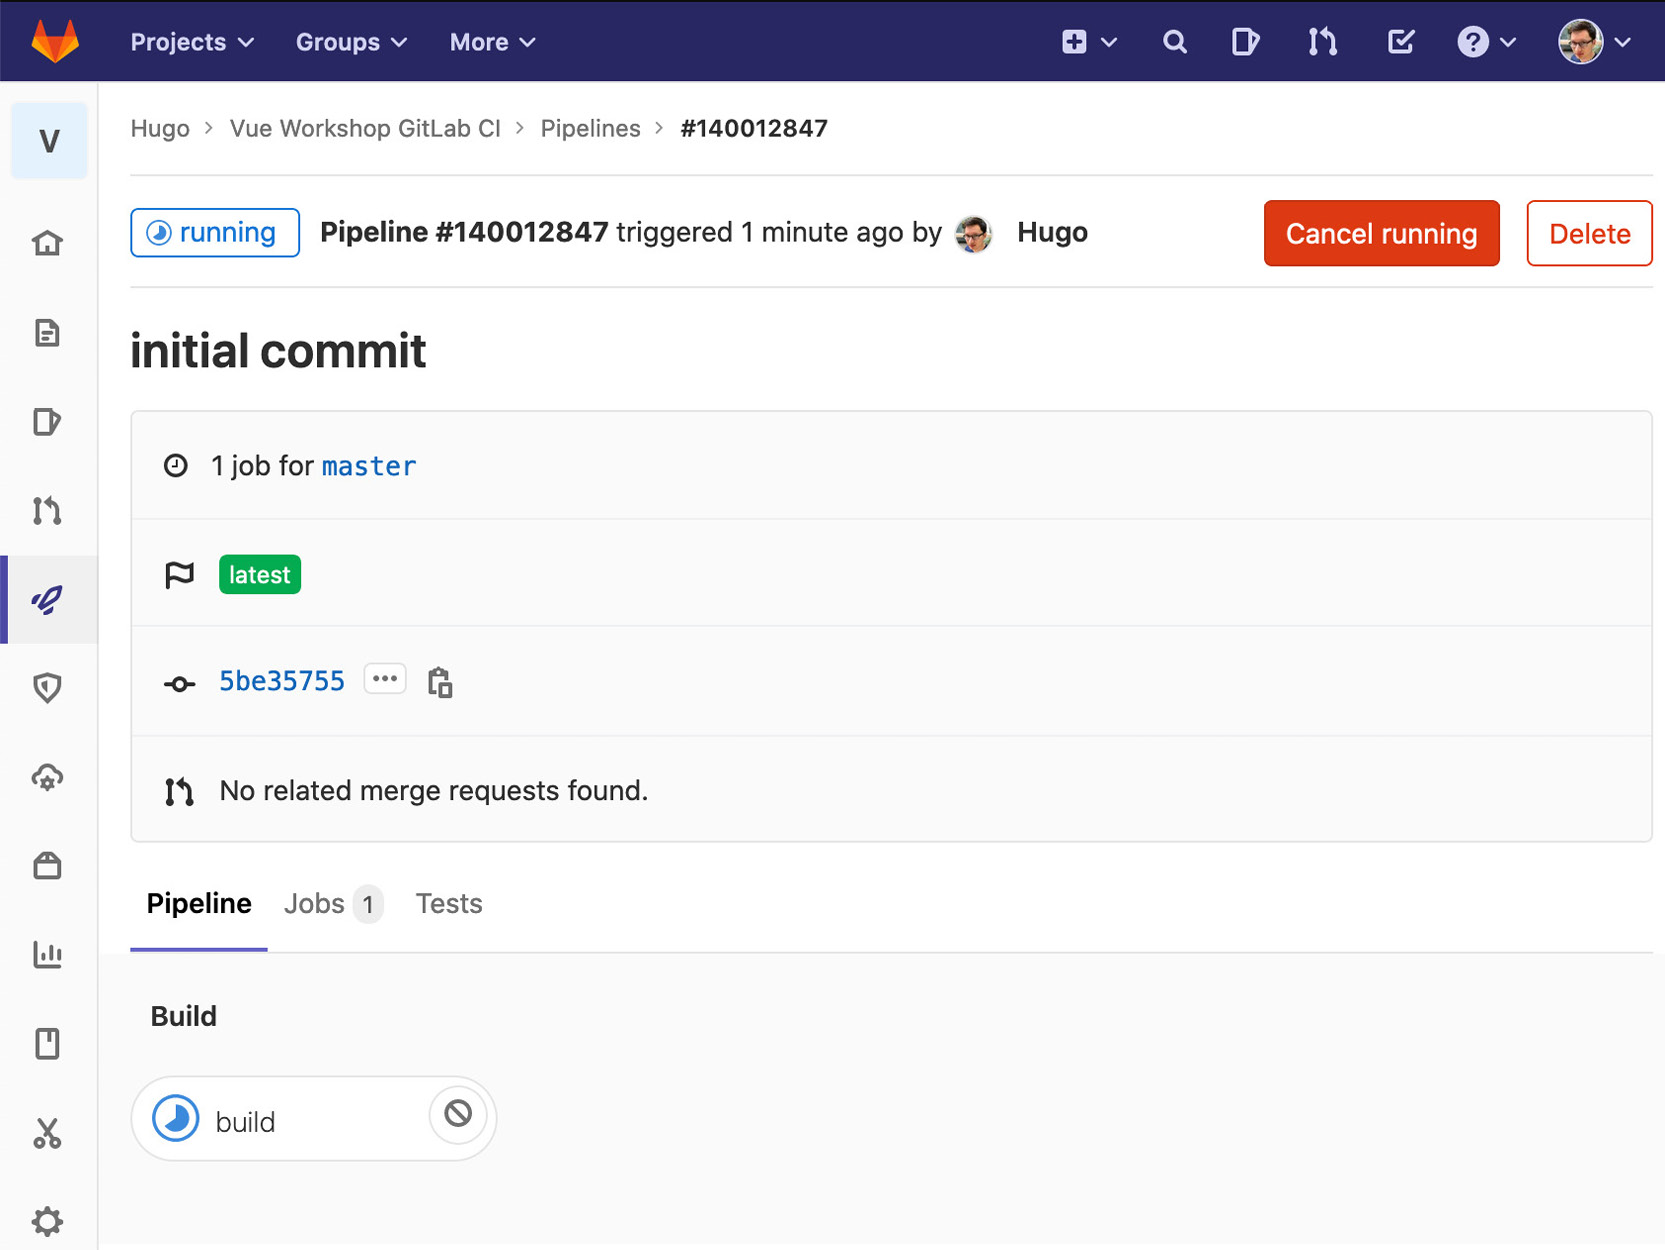 Projects Groups More
V
Hugo > Vue Workshop GitLab CI > Pipelines > #140012847
running Pipeline #140012847 triggered 1 minute ago by Hugo Cancel running Delete
initial commit
1 job for master
latest
5be35755 •••
No related merge requests found.
Pipeline Jobs 1 Tests
Build
build